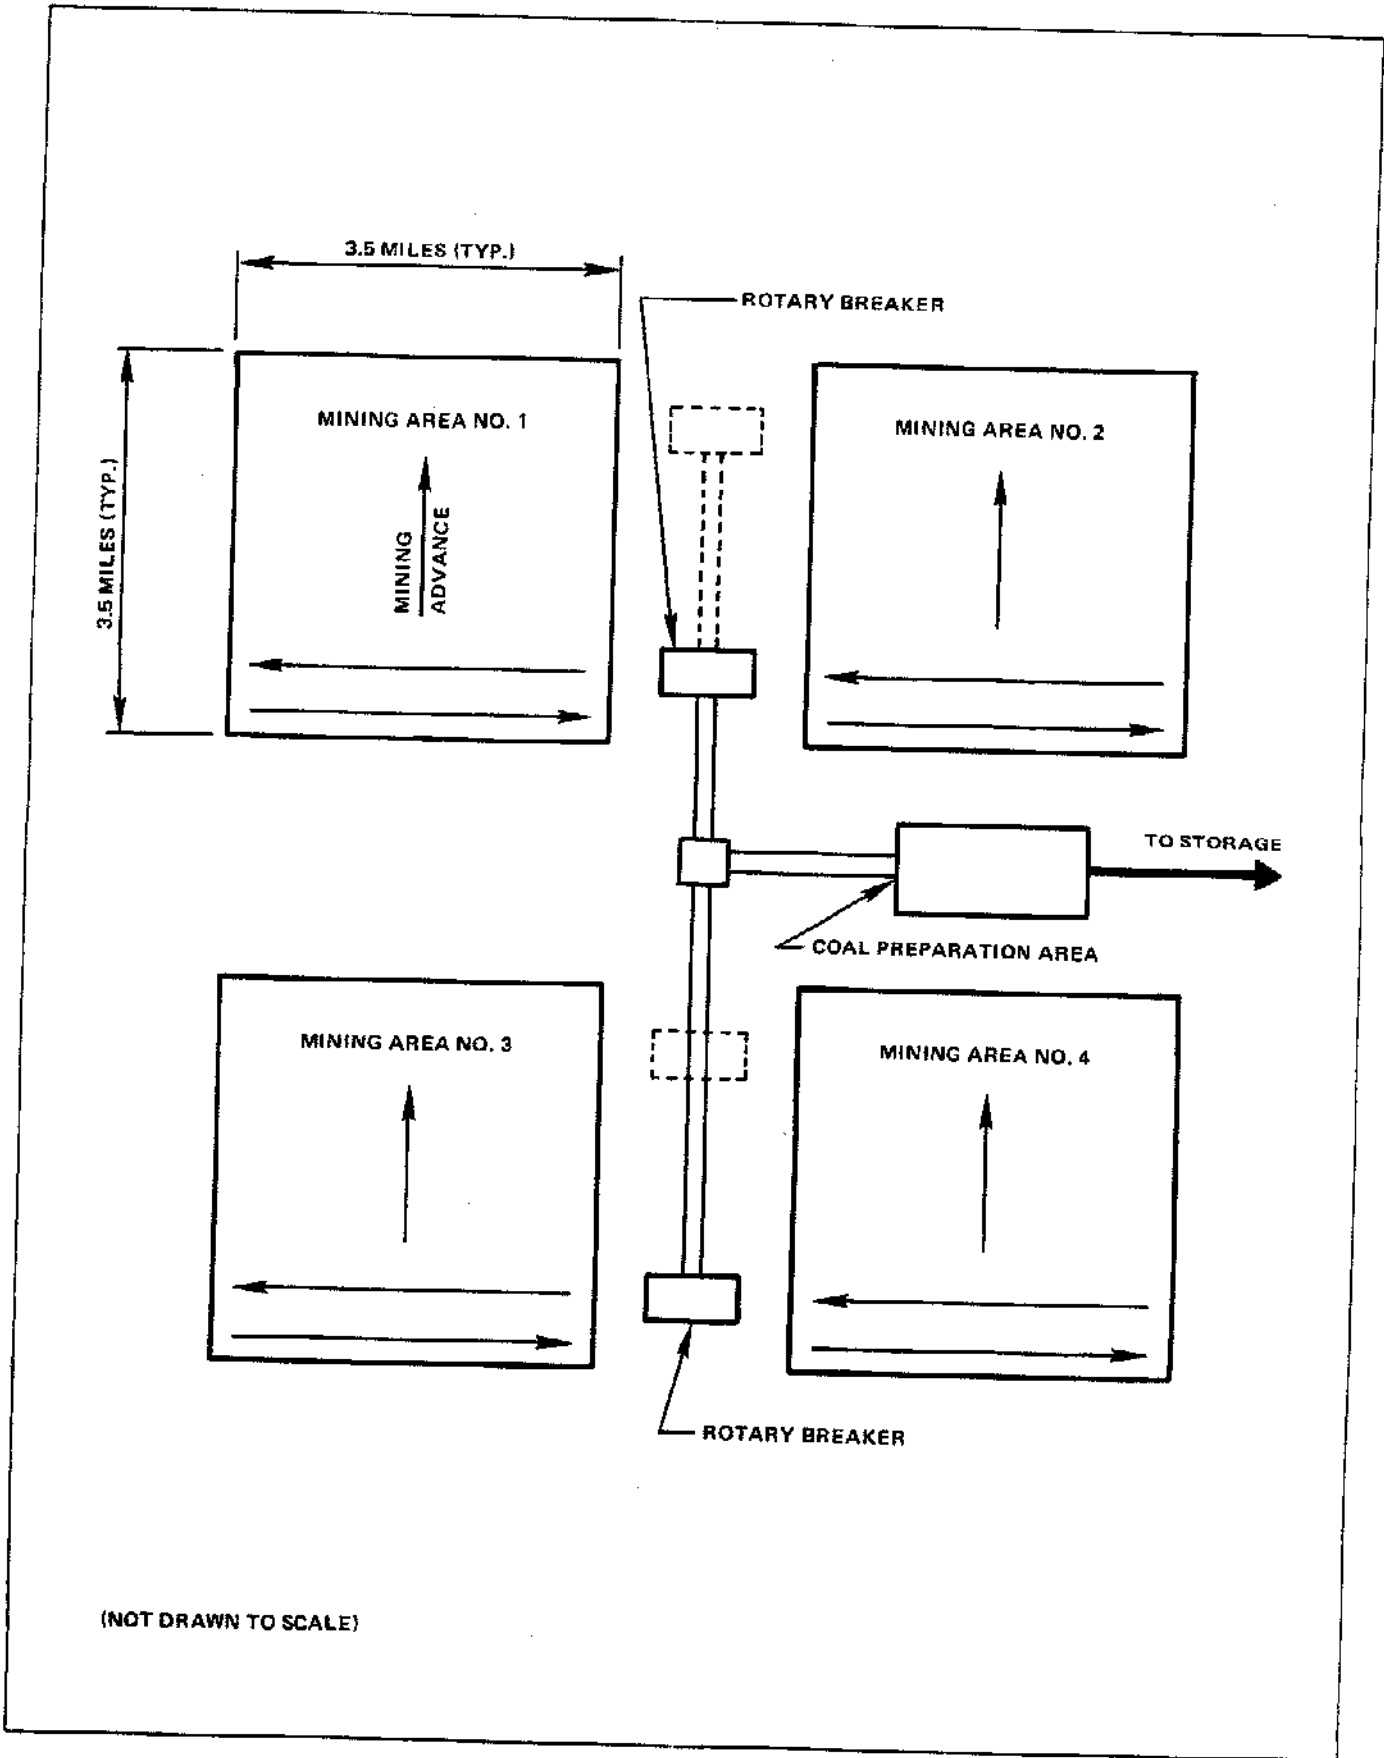 3.5 MILES (TYP.)
ROTARY BREAKER
MINING AREA NO. 1
MINING AREA NO. 2
3.5 MILES (TYP.)
MINING
ADVANCE
TO STORAGE
COAL PREPARATION AREA
MINING AREA NO. 3
MINING AREA NO. 4
ROTARY BREAKER
(NOT DRAWN TO SCALE)